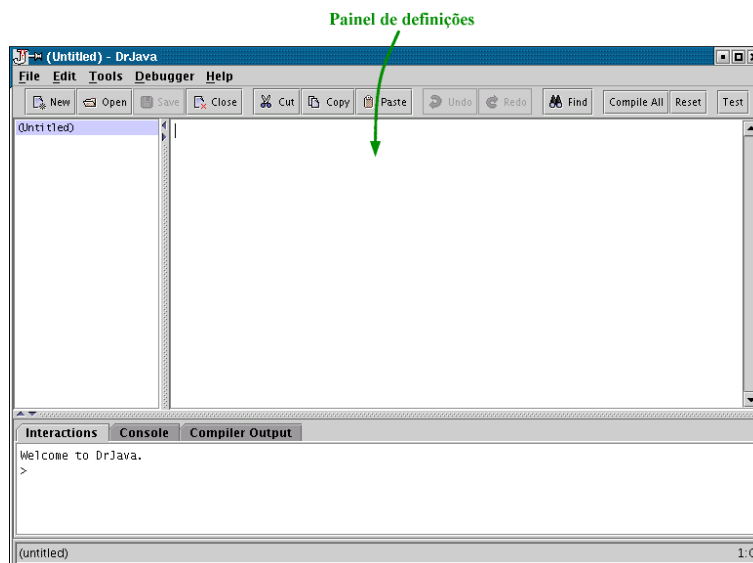 Painel de definições
(Untitled) - DrJava
File Edit Tools Debugger Help
New Open Save Close Cut Copy Paste Undo Redo Find Compile All Reset Test
(Untitled)
Interactions Console Compiler Output
Welcome to DrJava.
>
(untitled)